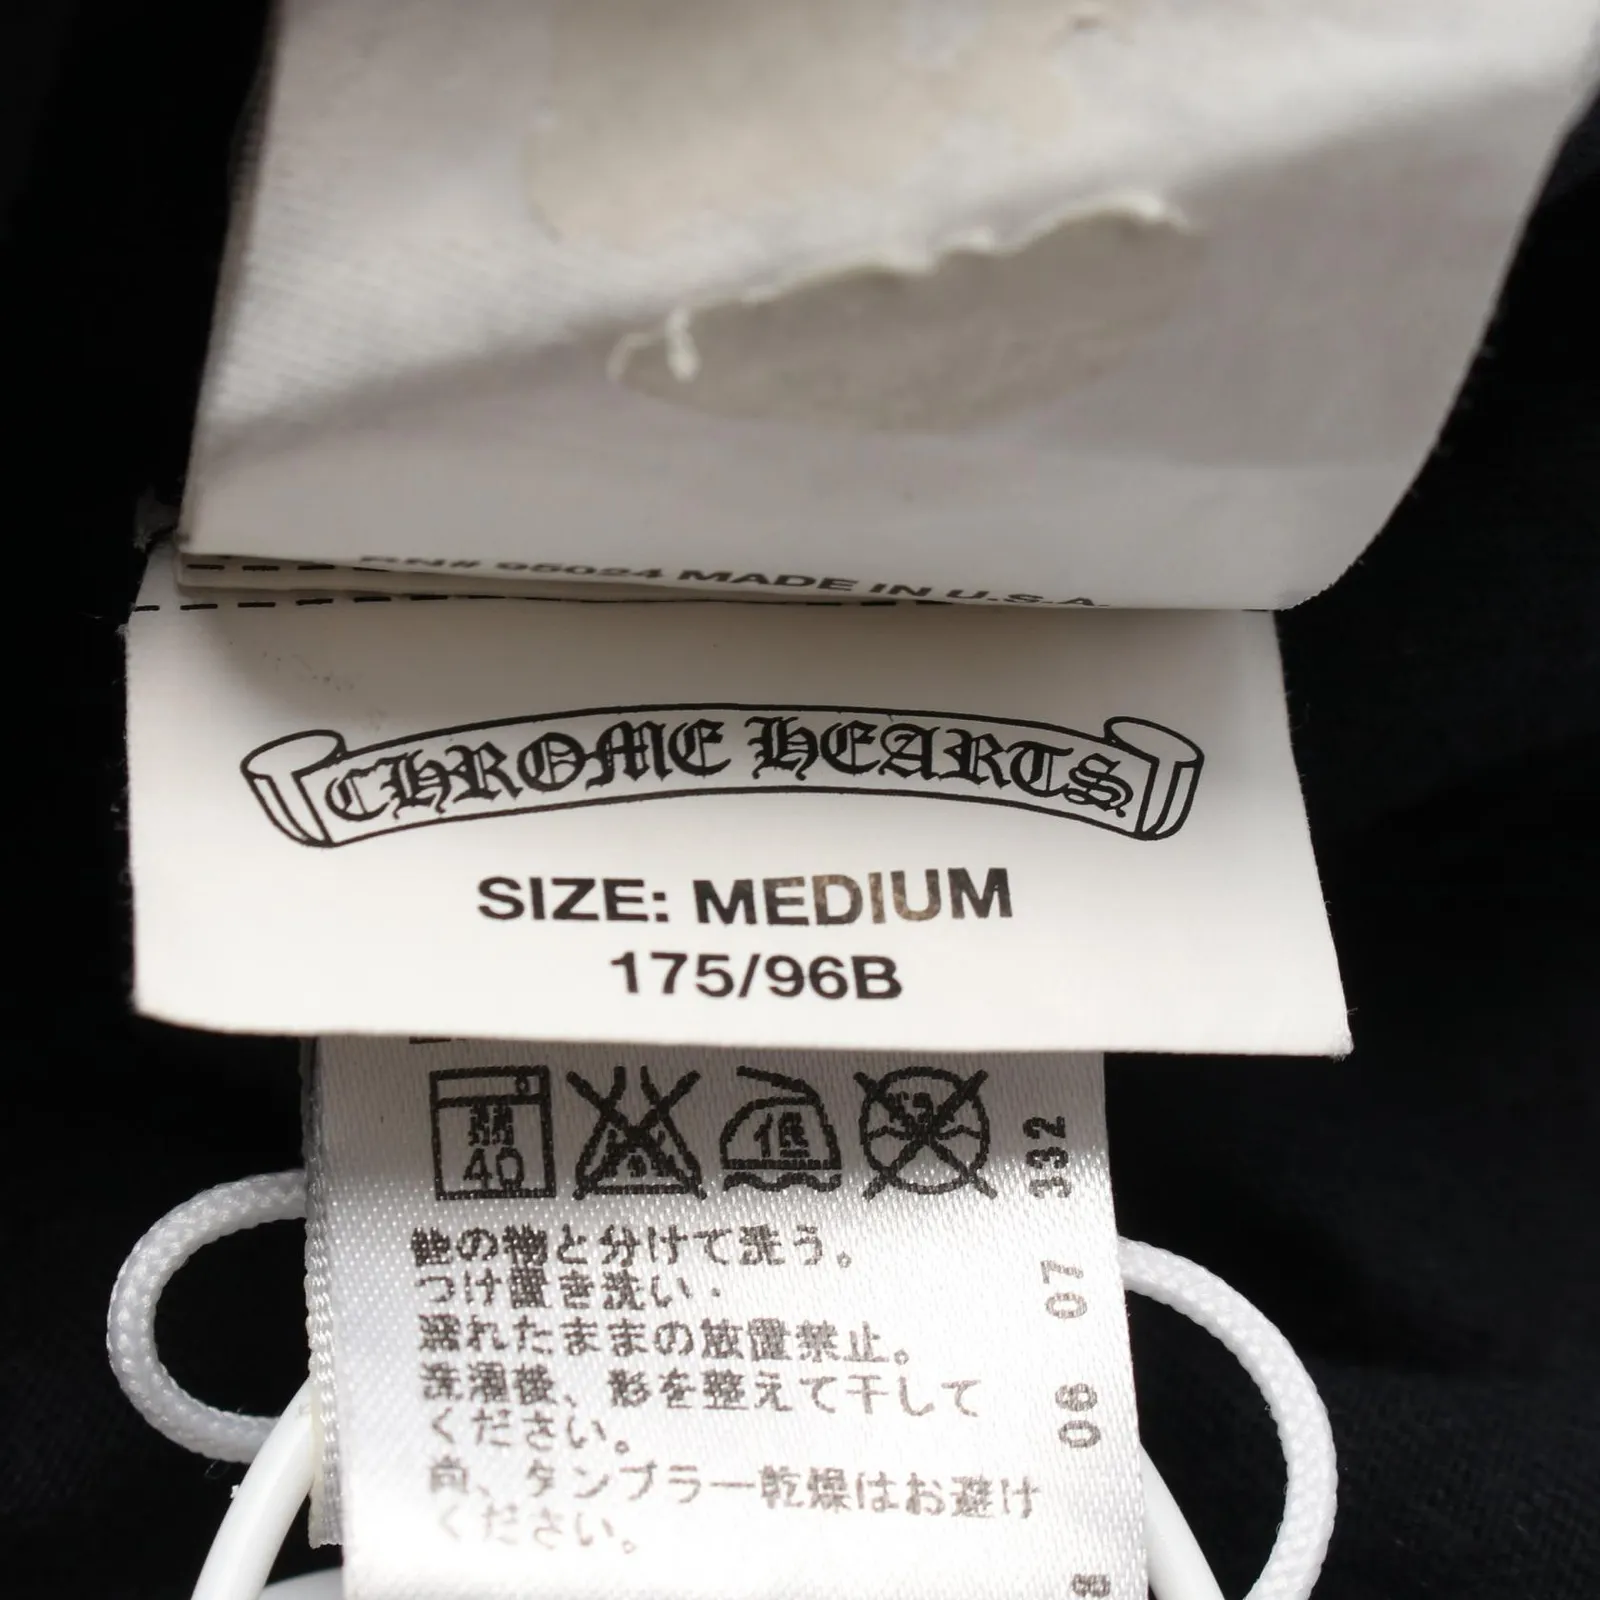 RN# 95024 MADE IN U.S.A.
CHROME HEARTS
SIZE: MEDIUM
175/96B
弱
40
低
332
07
06
他の物と分けて洗う。
つけ置き洗い・
濡れたままの放置禁止。
洗濯後、形を整えて干して
ください。
尚、タンブラー乾燥はお避け
ください。
8